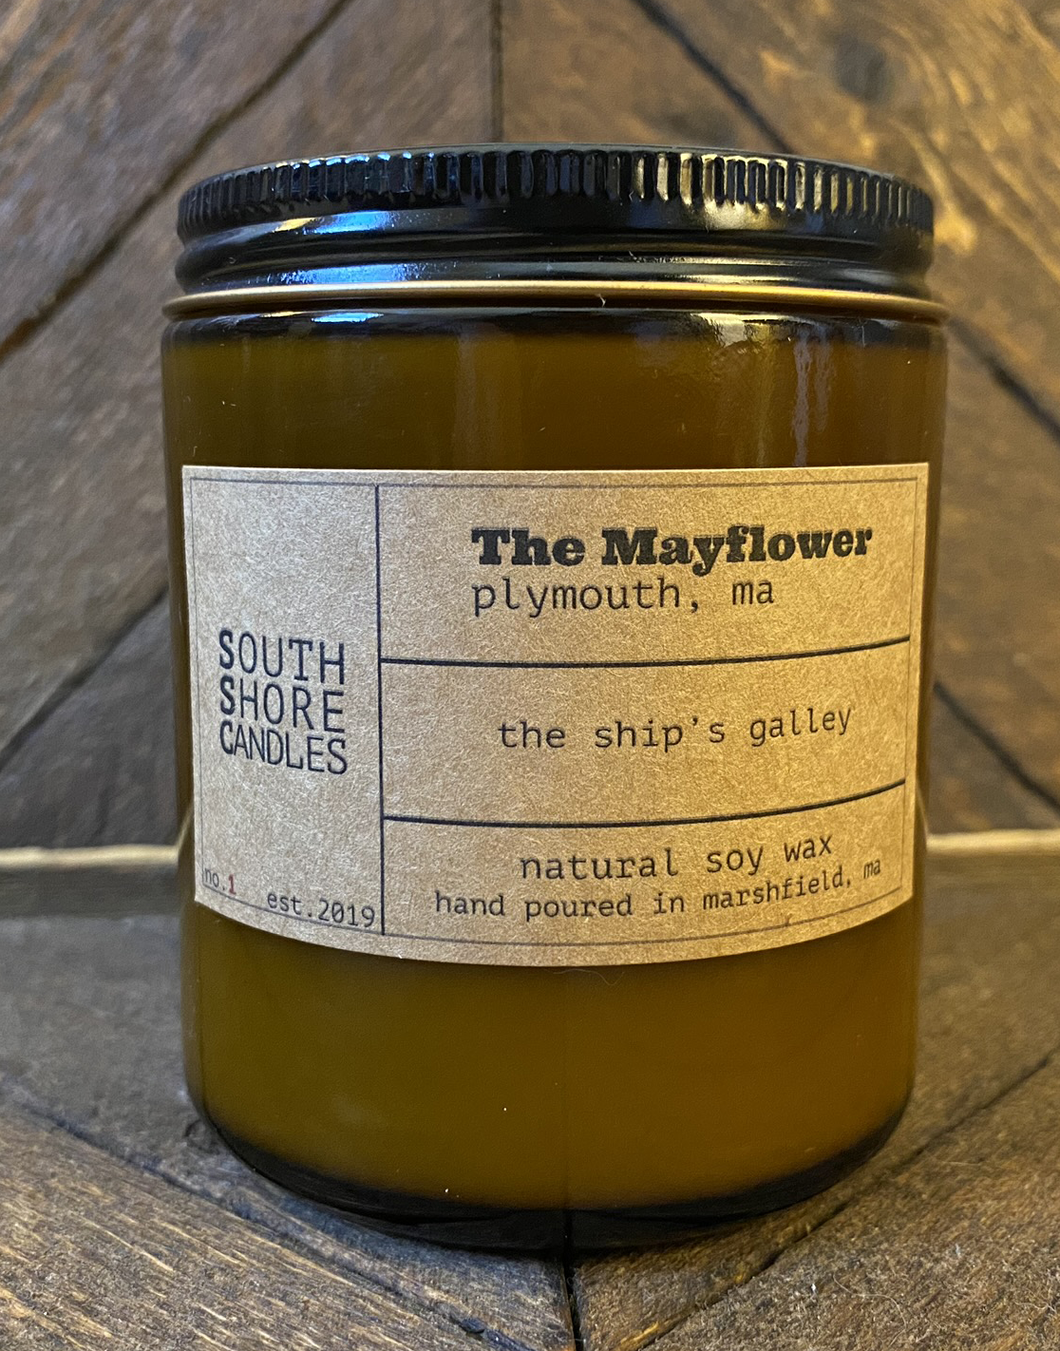 SOUTH
SHORE
CANDLES
no.1
est.2019
The Mayflower
plymouth, ma
the ship's galley
natural soy wax
hand poured in marshfield, ma